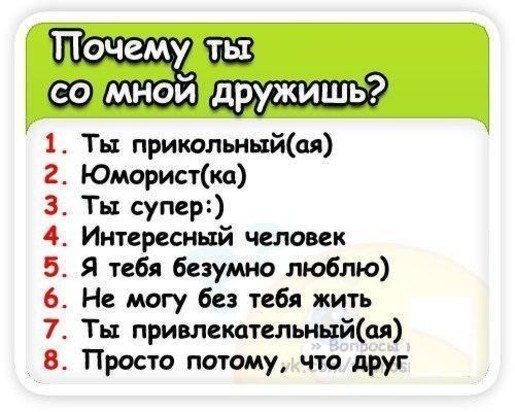 Почему ты
со мной дружишь?
1. Ты прикольный(ая)
2. Юморист(ка)
3. Ты супер:)
4. Интересный человек
5. Я тебя безумно люблю)
6. Не могу без тебя жить
7. Ты привлекательный(ая)
» Вопросы
8. Просто потому, что друг